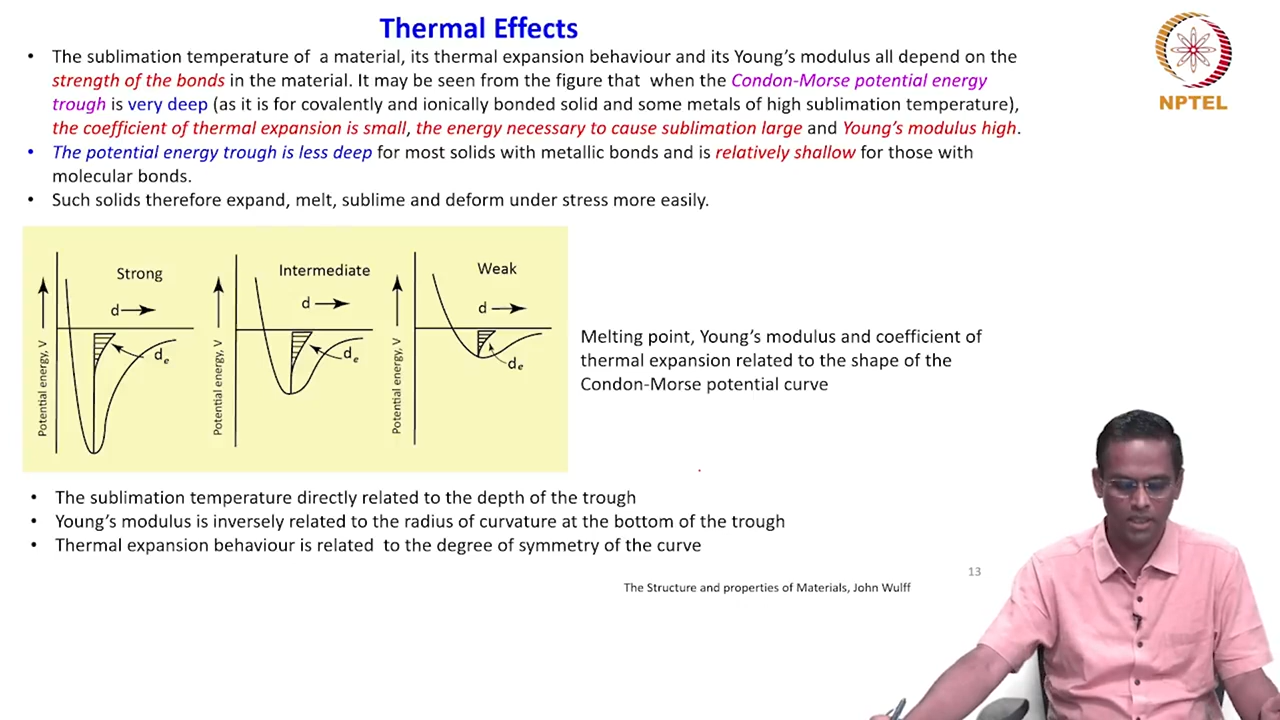 Thermal Effects
NPTEL
• The sublimation temperature of a material, its thermal expansion behaviour and its Young's modulus all depend on the
strength of the bonds in the material. It may be seen from the figure that when the Condon-Morse potential energy
trough is very deep (as it is for covalently and ionically bonded solid and some metals of high sublimation temperature),
the coefficient of thermal expansion is small, the energy necessary to cause sublimation large and Young's modulus high.
• The potential energy trough is less deep for most solids with metallic bonds and is relatively shallow for those with
molecular bonds.
• Such solids therefore expand, melt, sublime and deform under stress more easily.
Strong
d
de
Potential energy, V
Intermediate
d
de
Potential energy, V
Weak
d
de
Potential energy, V
Melting point, Young's modulus and coefficient of
thermal expansion related to the shape of the
Condon-Morse potential curve
• The sublimation temperature directly related to the depth of the trough
• Young's modulus is inversely related to the radius of curvature at the bottom of the trough
• Thermal expansion behaviour is related to the degree of symmetry of the curve
13
The Structure and properties of Materials, John Wulff